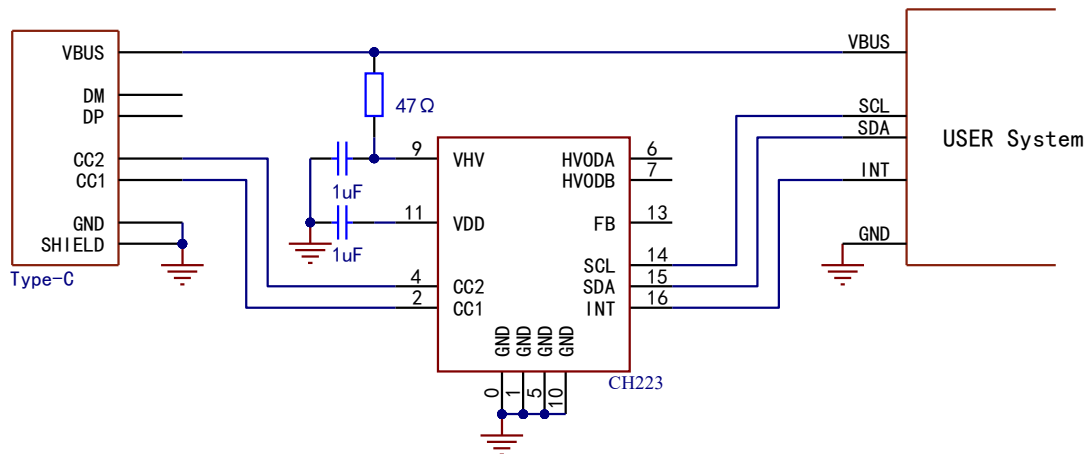 VBUS
DM
DP
CC2
CC1
GND
SHIELD
Type-C
47Ω
1uF
1uF
9
11
4
2
VHV
VDD
CC2
CC1
HVODA
HVODB
FB
SCL
SDA
INT
6
7
13
14
15
16
GND
GND
GND
GND
0
1
5
10
CH223
VBUS
SCL
SDA
INT
GND
USER System